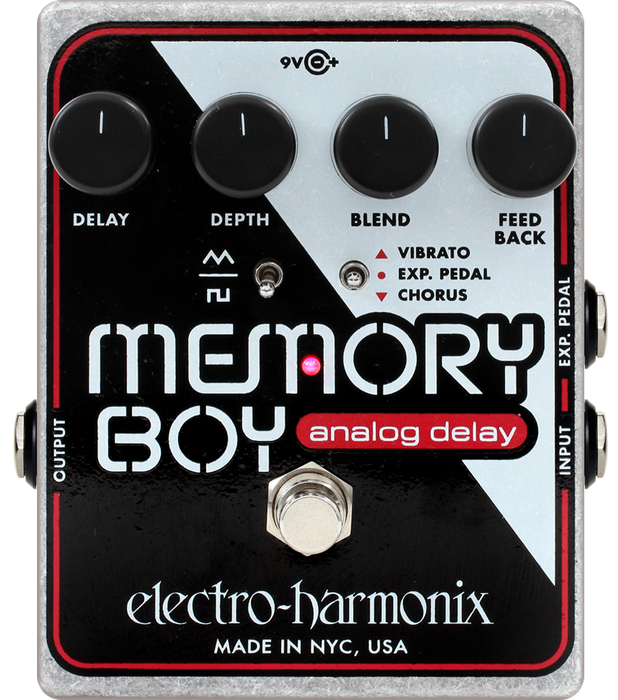 9V - +
DELAY DEPTH BLEND FEED
BACK
VIBRATO
EXP. PEDAL
CHORUS
MEMORY
BOY analog delay
EXP. PEDAL
OUTPUT
INPUT
electro-harmonix
MADE IN NYC, USA